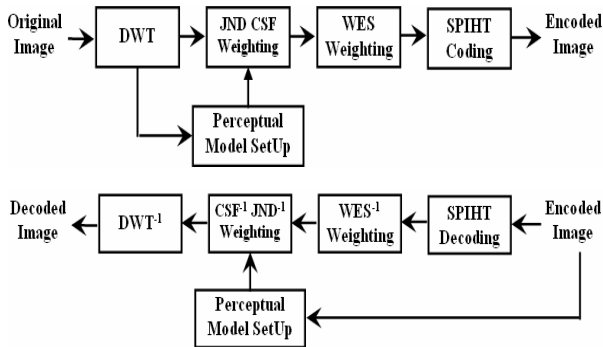 Original
Image
DWT
JND CSF
Weighting
WES
Weighting
SPIHT
Coding
Encoded
Image
Perceptual
Model SetUp
Decoded
Image
DWT⁻¹
CSF⁻¹ JND⁻¹
Weighting
WES⁻¹
Weighting
SPIHT
Decoding
Encoded
Image
Perceptual
Model SetUp